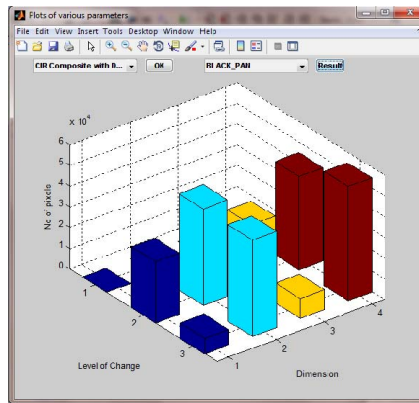 Plots of various parameters
File Edit View Insert Tools Desktop Window Help
CIR Composite with II... OK BLACK_PAN Result
x 10^4
6
5
4
3
2
1
0
Nc o' pixels
1
2
3
Level of Change
1
2
3
4
Dimension